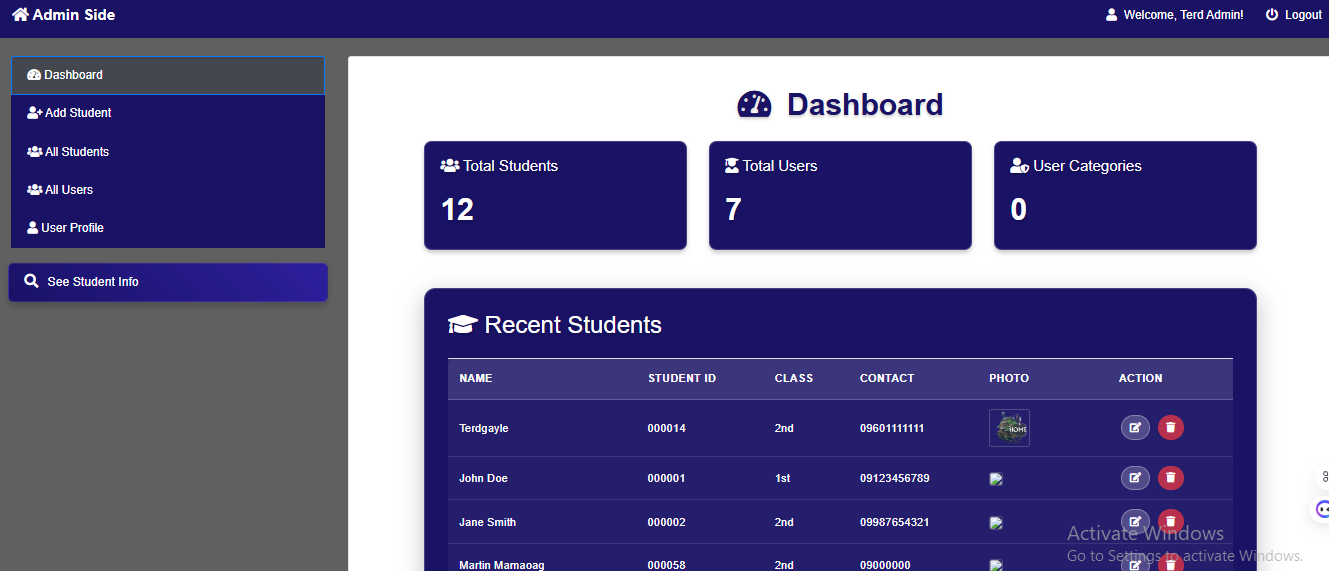 Admin Side
Welcome, Terd Admin! Logout
Dashboard
Add Student
All Students
All Users
User Profile
See Student Info
Dashboard
Total Students
12
Total Users
7
User Categories
0
Recent Students
NAME STUDENT ID CLASS CONTACT PHOTO ACTION
Terdgayle 000014 2nd 09601111111 HOME
John Doe 000001 1st 09123456789
Jane Smith 000002 2nd 09987654321
Martin Mamaoag 000058 2nd 09000000
Activate Windows
Go to Settings to activate Windows.